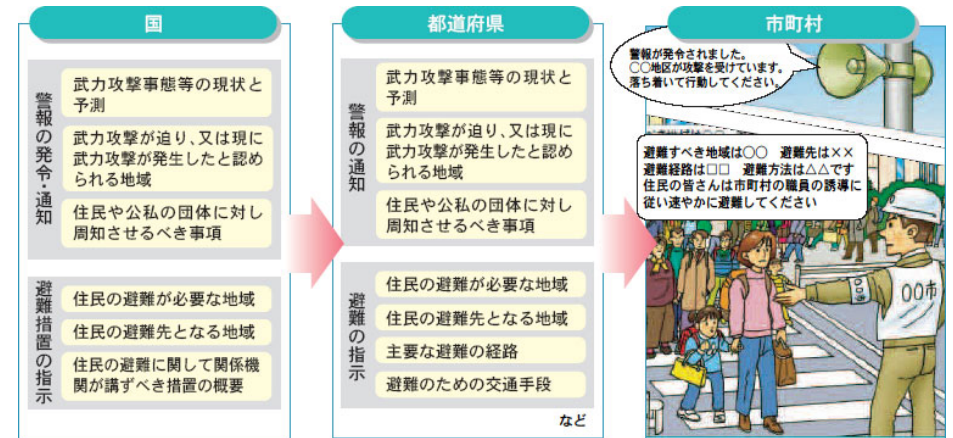 国
警報の発令・通知
武力攻撃事態等の現状と
予測
武力攻撃が迫り、又は現に
武力攻撃が発生したと認め
られる地域
住民や公私の団体に対し
周知させるべき事項
避難措置の指示
住民の避難が必要な地域
住民の避難先となる地域
住民の避難に関して関係機
関が講ずべき措置の概要
都道府県
警報の通知
武力攻撃事態等の現状と
予測
武力攻撃が迫り、又は現に
武力攻撃が発生したと認め
られる地域
住民や公私の団体に対し
周知させるべき事項
避難の指示
住民の避難が必要な地域
住民の避難先となる地域
主要な避難の経路
避難のための交通手段
など
市町村
警報が発令されました。
○○地区が攻撃を受けています。
落ち着いて行動してください。
避難すべき地域は○○　避難先は××
避難経路は□□　避難方法は△△です
住民の皆さんは市町村の職員の誘導に
従い速やかに避難してください
○○市
○○市